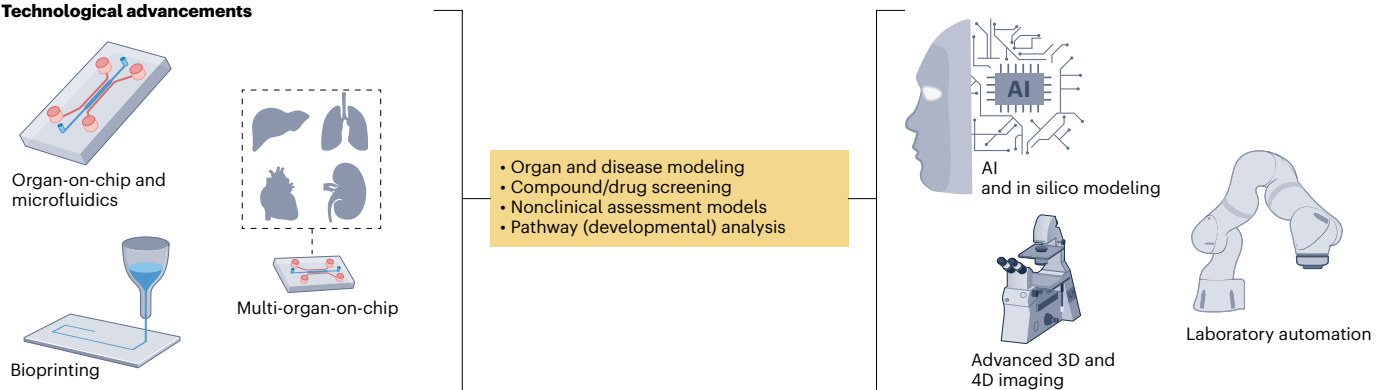 Technological advancements
Organ-on-chip and
microfluidics
Multi-organ-on-chip
Bioprinting
• Organ and disease modeling
• Compound/drug screening
• Nonclinical assessment models
• Pathway (developmental) analysis
AI
AI
and in silico modeling
Advanced 3D and
4D imaging
Laboratory automation